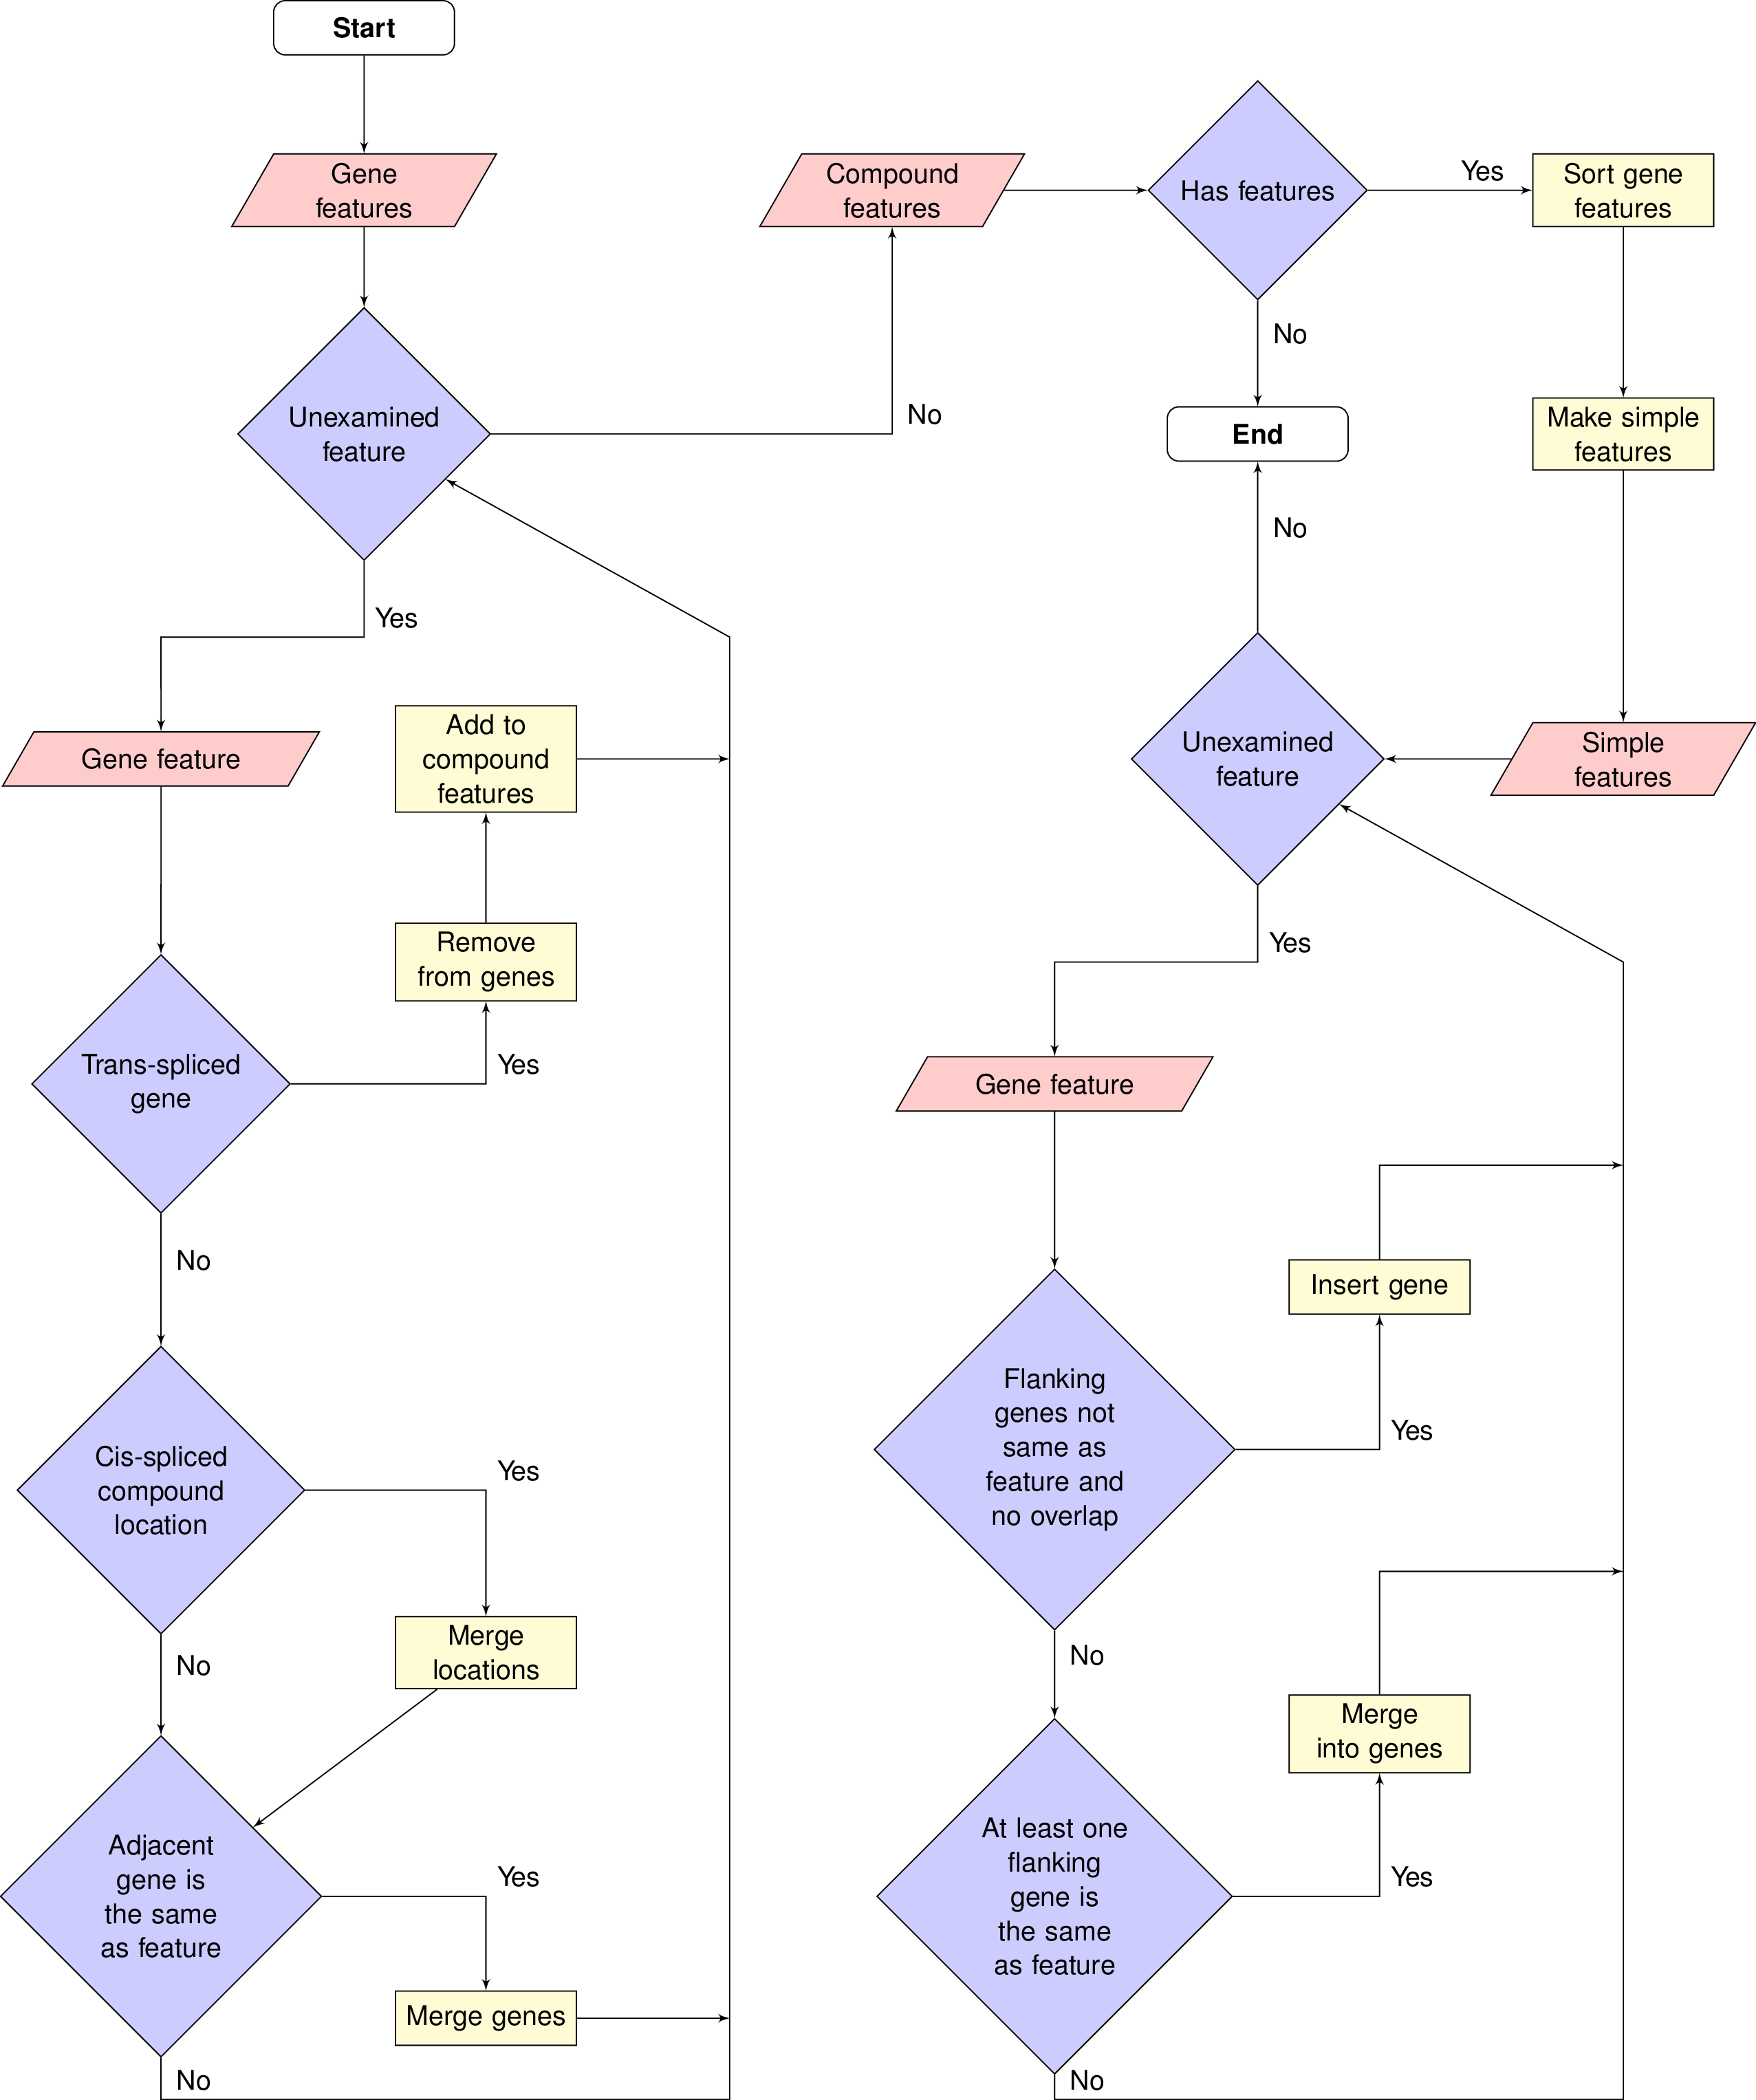 Start
Gene
features
Unexamined
feature
No
Yes
Gene feature
Add to
compound
features
Remove
from genes
Trans-spliced
gene
Yes
No
Cis-spliced
compound
location
Yes
No
Merge
locations
Adjacent
gene is
the same
as feature
Yes
Merge genes
No
Compound
features
Has features
Yes
Sort gene
features
No
End
Make simple
features
No
Unexamined
feature
Simple
features
Yes
Gene feature
Insert gene
Flanking
genes not
same as
feature and
no overlap
Yes
No
Merge
into genes
At least one
flanking
gene is
the same
as feature
Yes
No